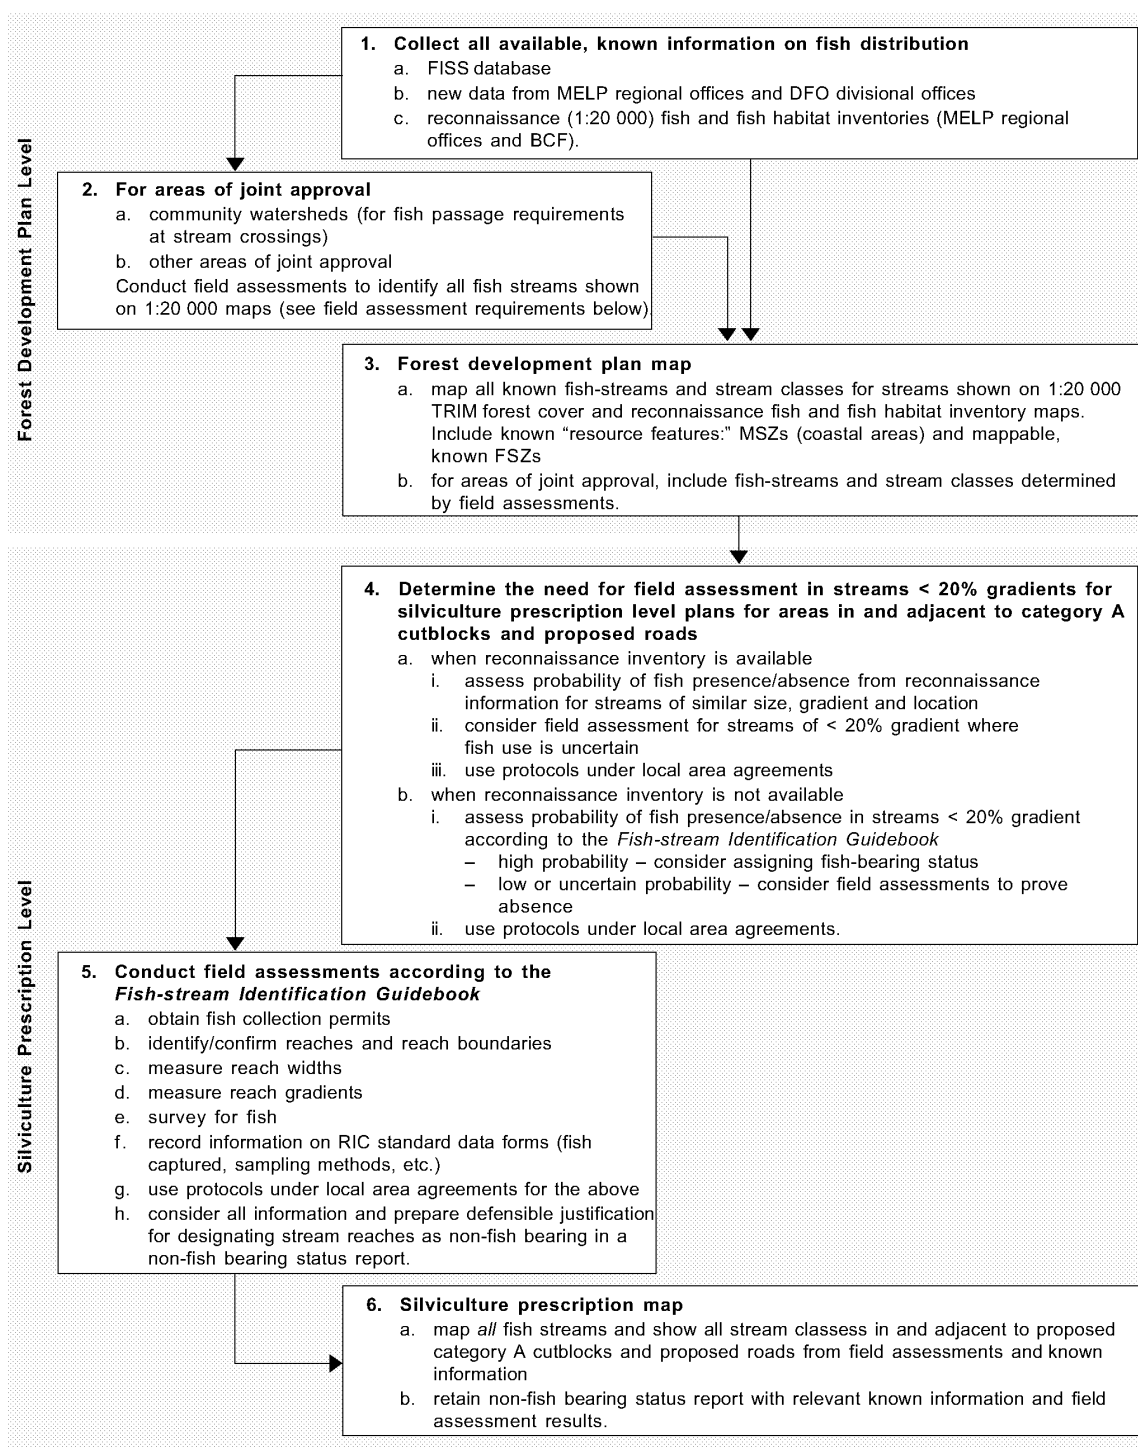 Forest Development Plan Level
1. Collect all available, known information on fish distribution
a. FISS database
b. new data from MELP regional offices and DFO divisional offices
c. reconnaissance (1:20 000) fish and fish habitat inventories (MELP regional
offices and BCF).
2. For areas of joint approval
a. community watersheds (for fish passage requirements
at stream crossings)
b. other areas of joint approval
Conduct field assessments to identify all fish streams shown
on 1:20 000 maps (see field assessment requirements below).
3. Forest development plan map
a. map all known fish-streams and stream classes for streams shown on 1:20 000
TRIM forest cover and reconnaissance fish and fish habitat inventory maps.
Include known “resource features:” MSZs (coastal areas) and mappable,
known FSZs
b. for areas of joint approval, include fish-streams and stream classes determined
by field assessments.
Silviculture Prescription Level
4. Determine the need for field assessment in streams < 20% gradients for
silviculture prescription level plans for areas in and adjacent to category A
cutblocks and proposed roads
a. when reconnaissance inventory is available
i. assess probability of fish presence/absence from reconnaissance
information for streams of similar size, gradient and location
ii. consider field assessment for streams of < 20% gradient where
fish use is uncertain
iii. use protocols under local area agreements
b. when reconnaissance inventory is not available
i. assess probability of fish presence/absence in streams < 20% gradient
according to the Fish-stream Identification Guidebook
– high probability – consider assigning fish-bearing status
– low or uncertain probability – consider field assessments to prove
absence
ii. use protocols under local area agreements.
5. Conduct field assessments according to the
Fish-stream Identification Guidebook
a. obtain fish collection permits
b. identify/confirm reaches and reach boundaries
c. measure reach widths
d. measure reach gradients
e. survey for fish
f. record information on RIC standard data forms (fish
captured, sampling methods, etc.)
g. use protocols under local area agreements for the above
h. consider all information and prepare defensible justification
for designating stream reaches as non-fish bearing in a
non-fish bearing status report.
6. Silviculture prescription map
a. map all fish streams and show all stream classess in and adjacent to proposed
category A cutblocks and proposed roads from field assessments and known
information
b. retain non-fish bearing status report with relevant known information and field
assessment results.